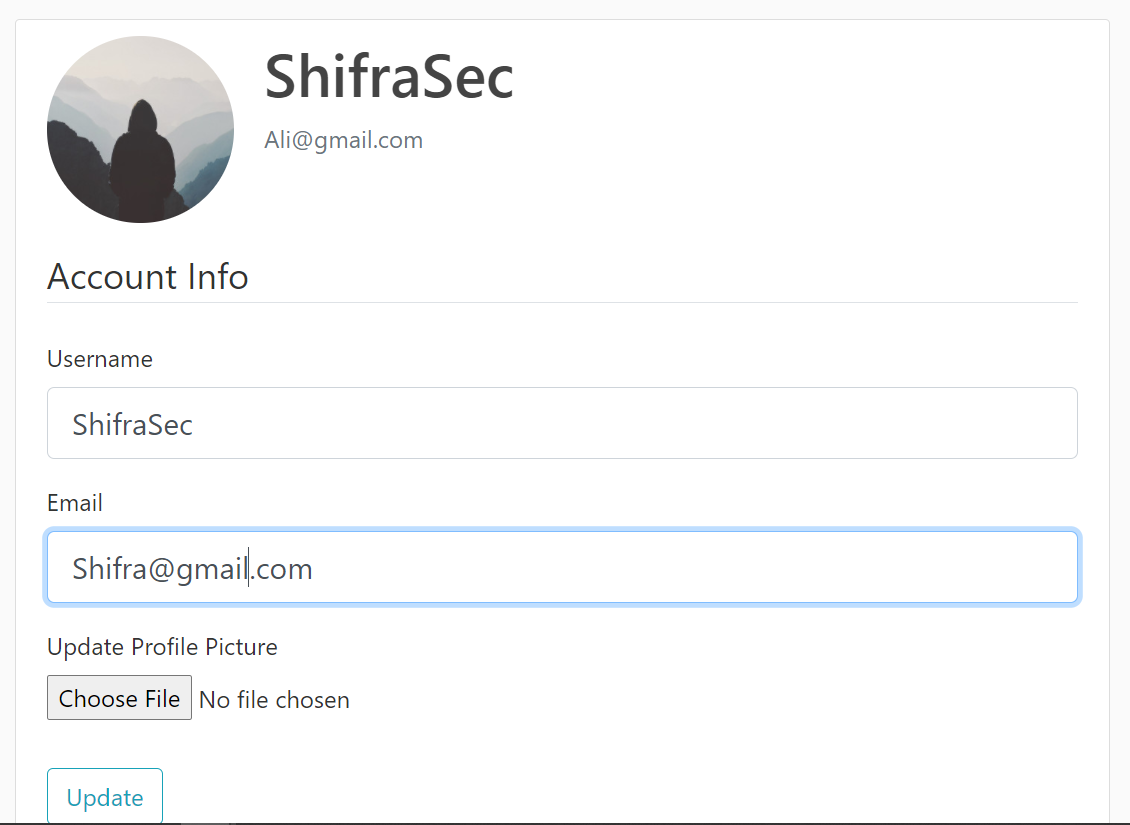 ShifraSec
Ali@gmail.com
Account Info
Username
ShifraSec
Email
Shifra@gmail.com
Update Profile Picture
Choose File No file chosen
Update